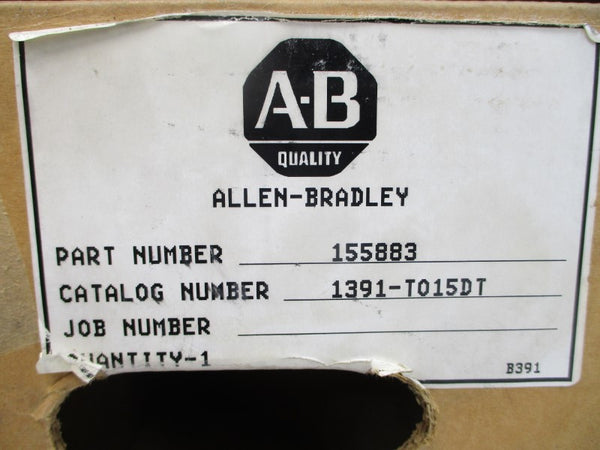 A-B
QUALITY
ALLEN-BRADLEY
PART NUMBER 155883
CATALOG NUMBER 1391-T015DT
JOB NUMBER
QUANTITY-1
B391